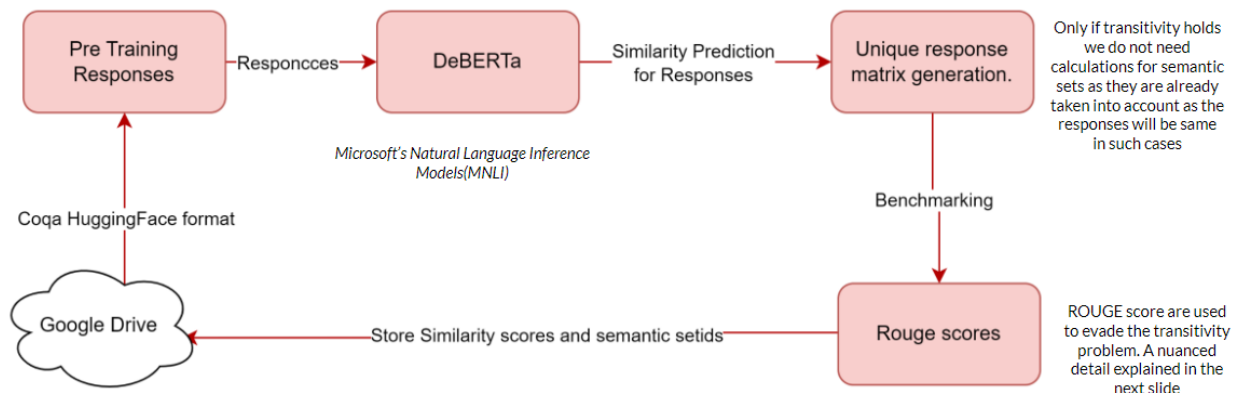 Pre Training
Responses
Responcces
DeBERTa
Similarity Prediction
for Responses
Unique response
matrix generation.
Only if transitivity holds
we do not need
calculations for semantic
sets as they are already
taken into account as the
responses will be same
in such cases
Microsoft's Natural Language Inference
Models(MNLI)
Coqa HuggingFace format
Benchmarking
Google Drive
Store Similarity scores and semantic setids
Rouge scores
ROUGE score are used
to evade the transitivity
problem. A nuanced
detail explained in the
next slide